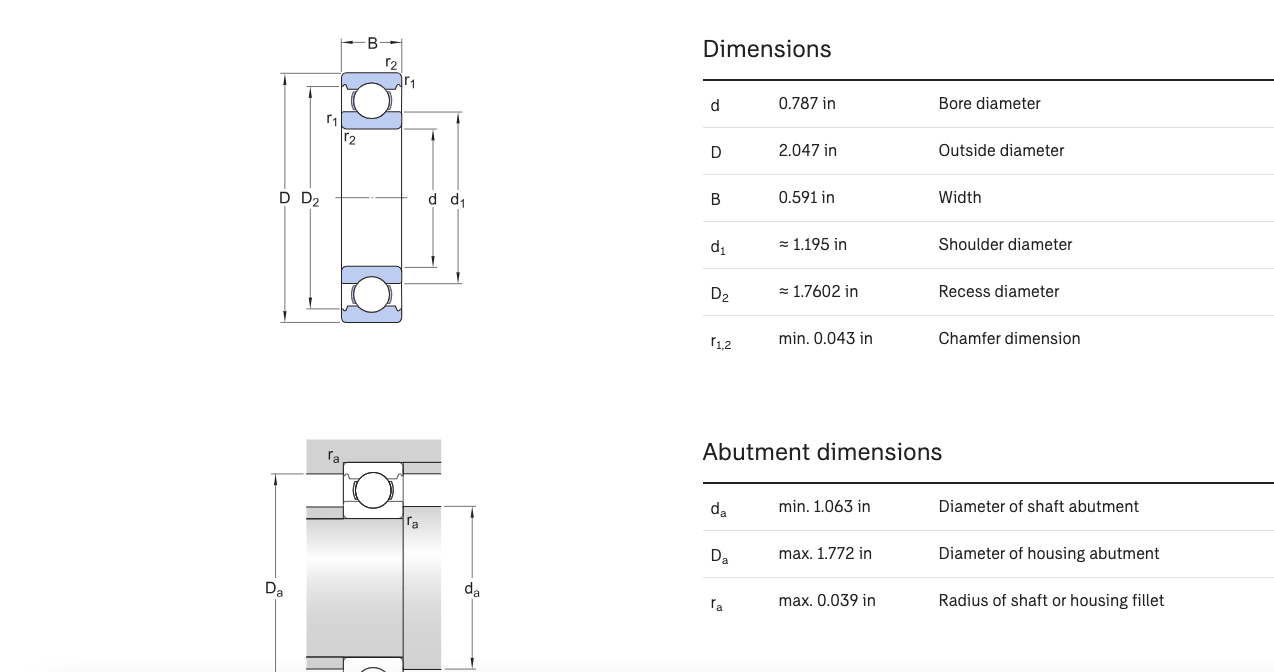 B
r2
r1
r1
r2
D D2 d d1
Dimensions
d 0.787 in Bore diameter
D 2.047 in Outside diameter
B 0.591 in Width
d1 ≈ 1.195 in Shoulder diameter
D2 ≈ 1.7602 in Recess diameter
r1,2 min. 0.043 in Chamfer dimension
ra
ra
Da da
Abutment dimensions
da min. 1.063 in Diameter of shaft abutment
Da max. 1.772 in Diameter of housing abutment
ra max. 0.039 in Radius of shaft or housing fillet